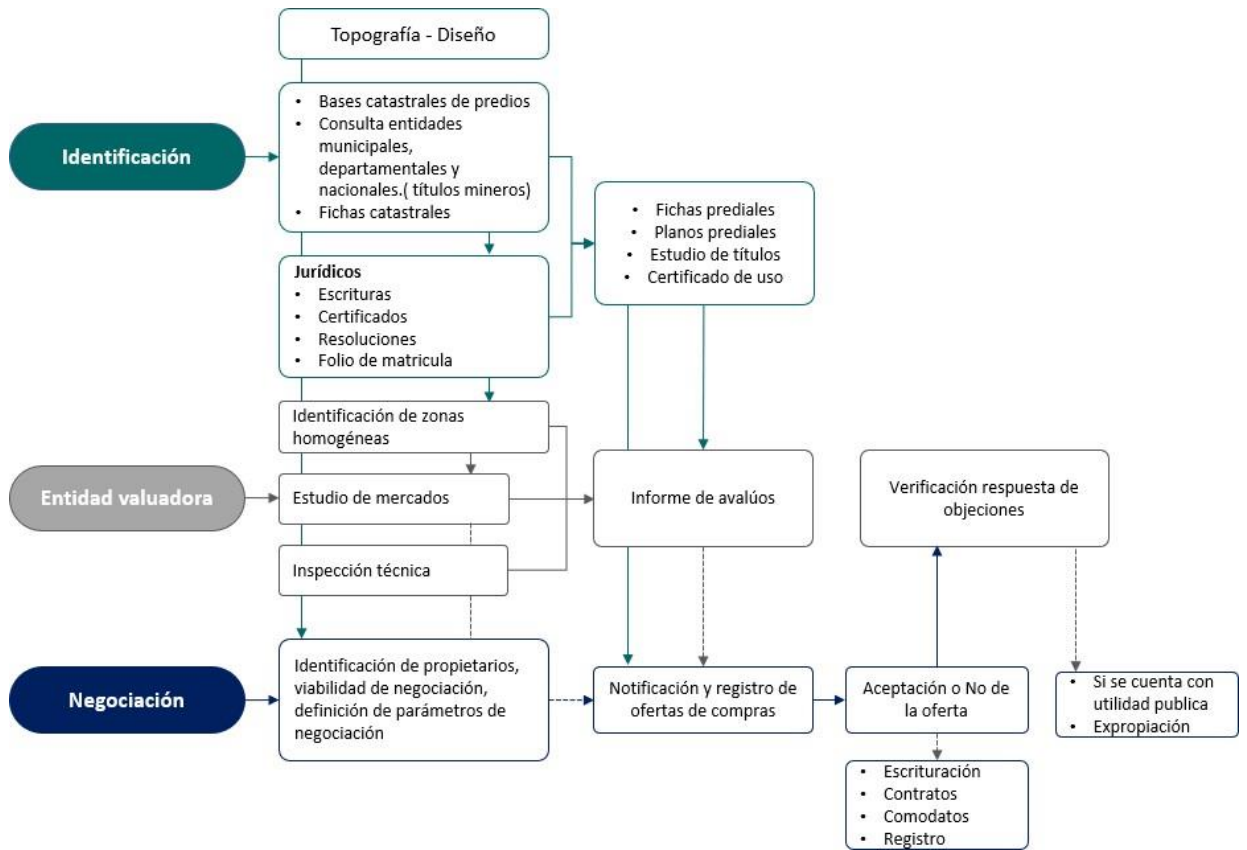 Topografía - Diseño
Identificación
• Bases catastrales de predios
• Consulta entidades
municipales,
departamentales y
nacionales.( títulos mineros)
• Fichas catastrales
Jurídicos
• Escrituras
• Certificados
• Resoluciones
• Folio de matricula
• Fichas prediales
• Planos prediales
• Estudio de títulos
• Certificado de uso
Entidad valuadora
Identificación de zonas
homogéneas
Estudio de mercados
Inspección técnica
Informe de avalúos
Verificación respuesta de
objeciones
Negociación
Identificación de propietarios,
viabilidad de negociación,
definición de parámetros de
negociación
Notificación y registro de
ofertas de compras
Aceptación o No de
la oferta
• Si se cuenta con
utilidad publica
• Expropiación
• Escrituración
• Contratos
• Comodatos
• Registro